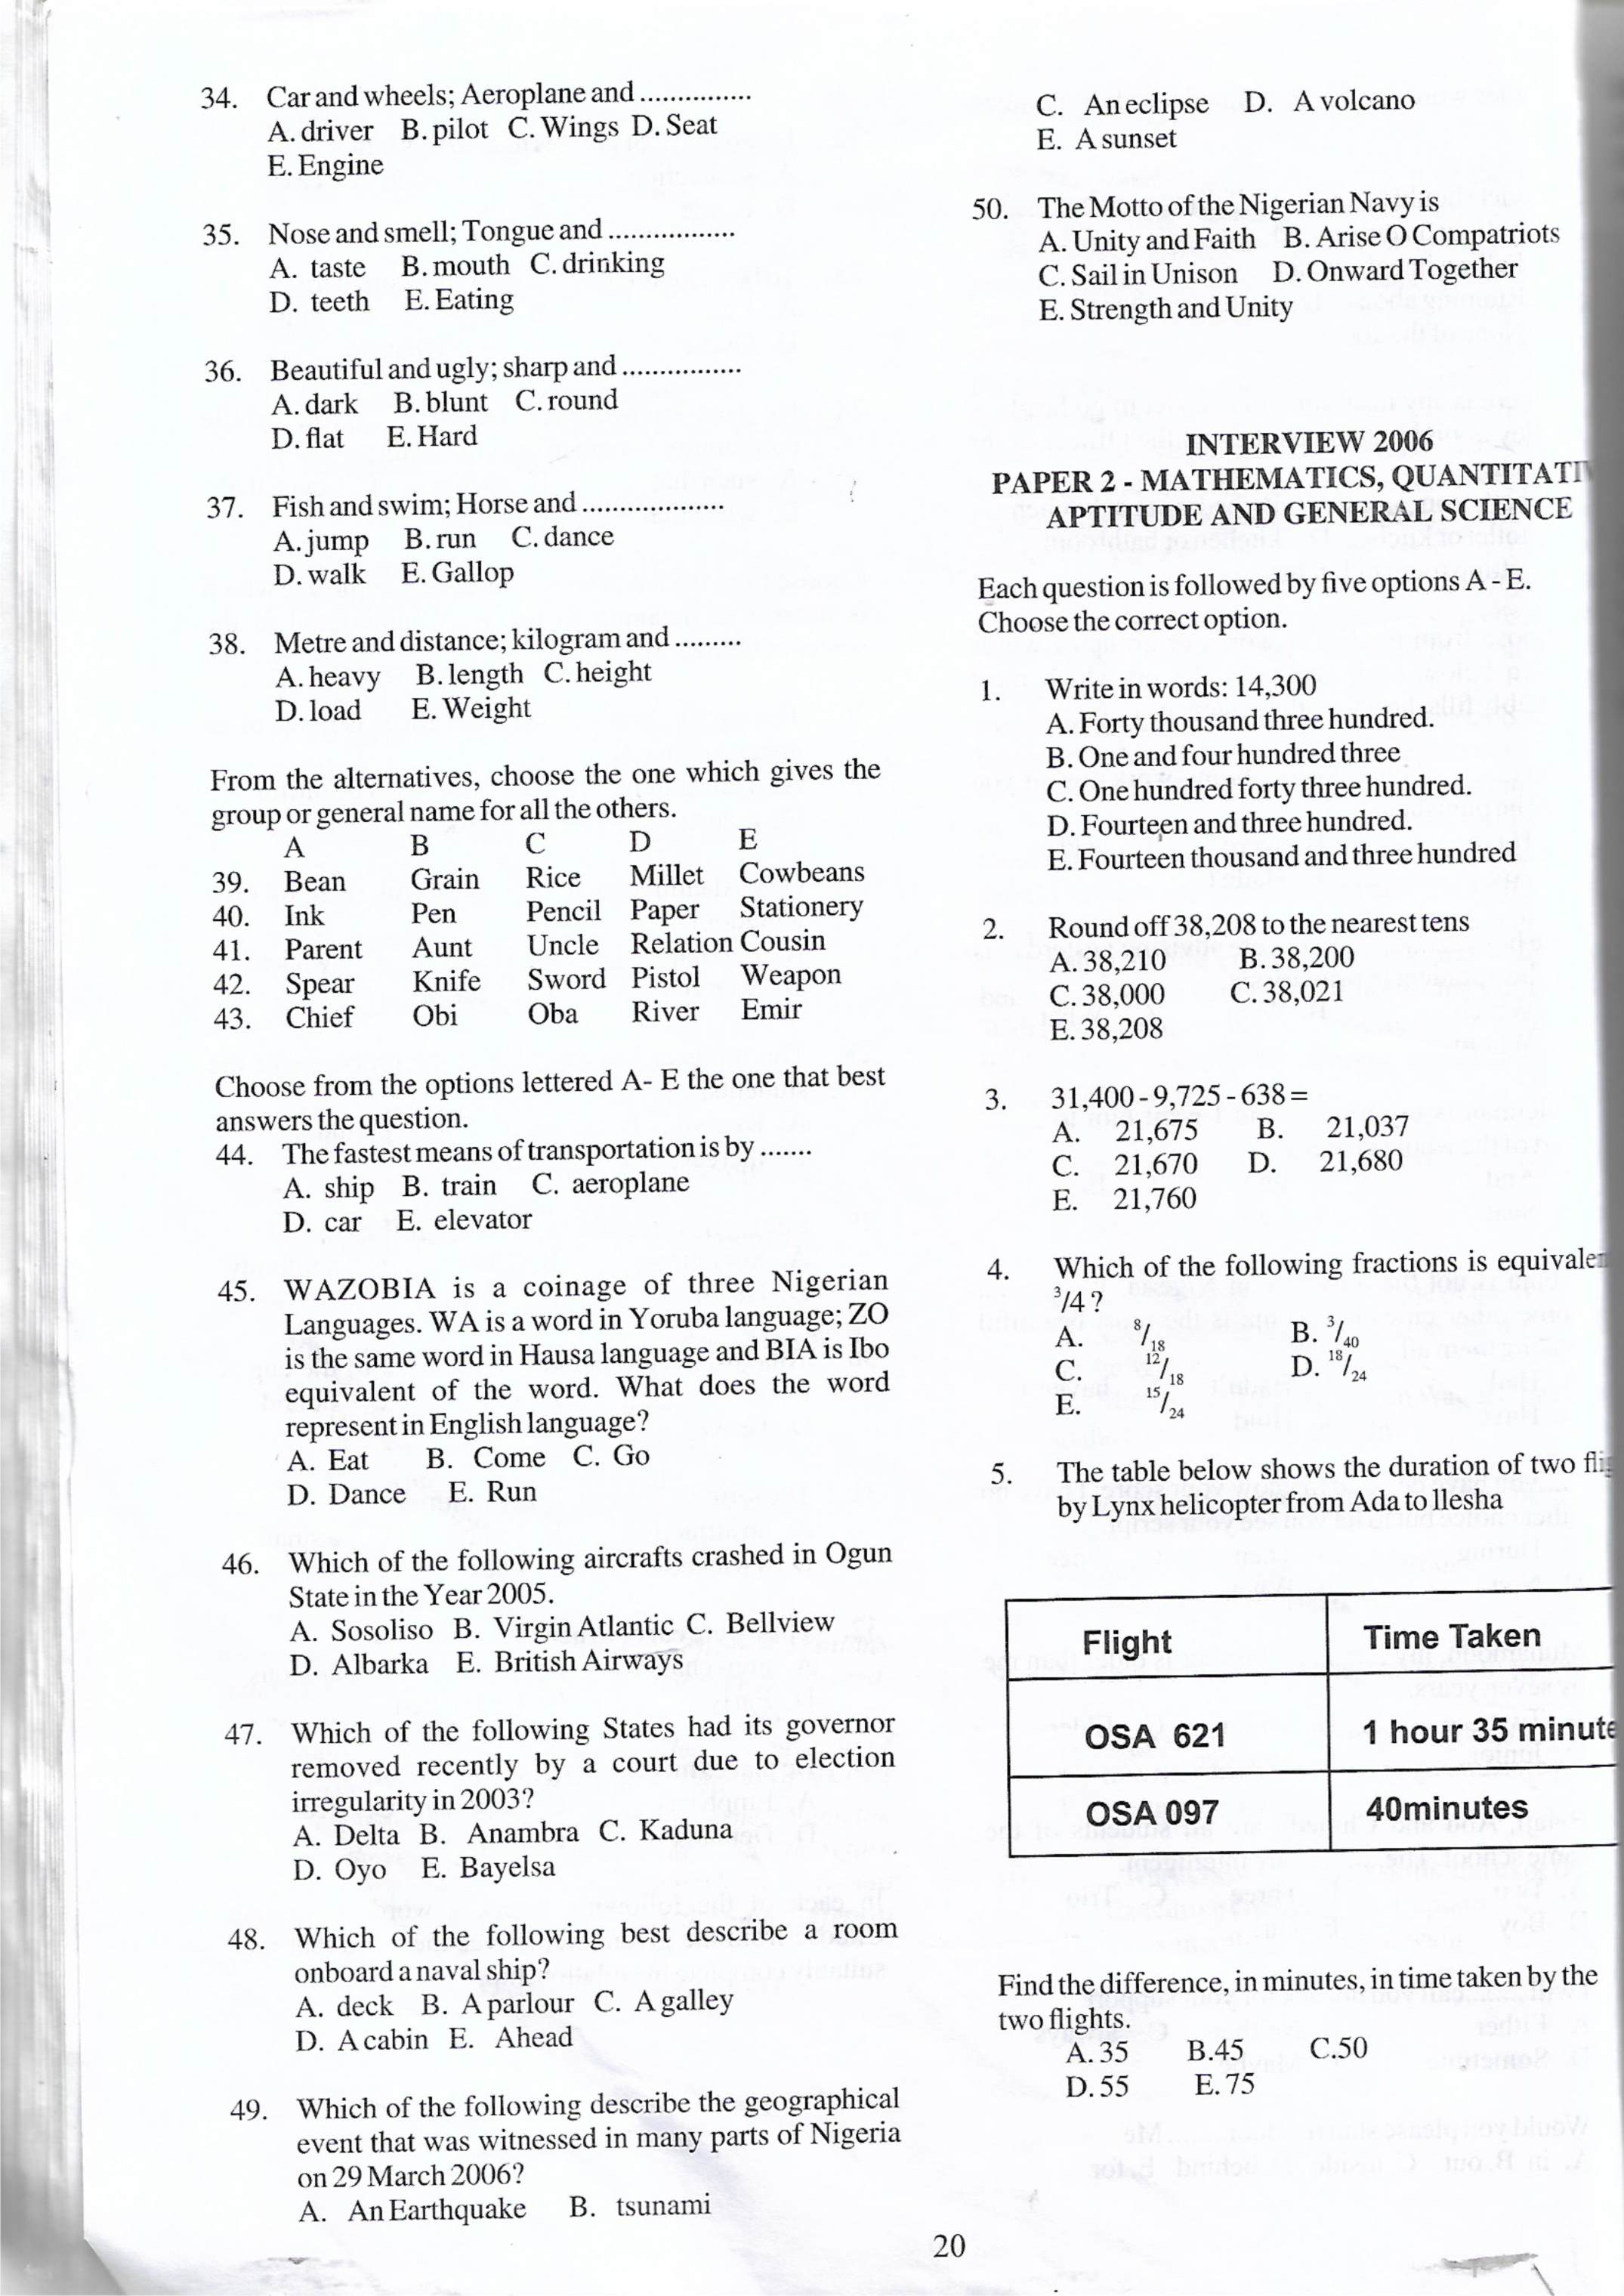 34. Car and wheels; Aeroplane and ...............
A. driver B. pilot C. Wings D. Seat
E. Engine
35. Nose and smell; Tongue and .................
A. taste B. mouth C. drinking
D. teeth E. Eating
36. Beautiful and ugly; sharp and ................
A. dark B. blunt C. round
D. flat E. Hard
37. Fish and swim; Horse and ...................
A. jump B. run C. dance
D. walk E. Gallop
38. Metre and distance; kilogram and .........
A. heavy B. length C. height
D. load E. Weight
From the alternatives, choose the one which gives the
group or general name for all the others.
A B C D E
39. Bean Grain Rice Millet Cowbeans
40. Ink Pen Pencil Paper Stationery
41. Parent Aunt Uncle Relation Cousin
42. Spear Knife Sword Pistol Weapon
43. Chief Obi Oba River Emir
Choose from the options lettered A- E the one that best
answers the question.
44. The fastest means of transportation is by .......
A. ship B. train C. aeroplane
D. car E. elevator
45. WAZOBIA is a coinage of three Nigerian
Languages. WA is a word in Yoruba language; ZO
is the same word in Hausa language and BIA is Ibo
equivalent of the word. What does the word
represent in English language?
A. Eat B. Come C. Go
D. Dance E. Run
46. Which of the following aircrafts crashed in Ogun
State in the Year 2005.
A. Sosoliso B. Virgin Atlantic C. Bellview
D. Albarka E. British Airways
47. Which of the following States had its governor
removed recently by a court due to election
irregularity in 2003?
A. Delta B. Anambra C. Kaduna
D. Oyo E. Bayelsa
48. Which of the following best describe a room
onboard a naval ship?
A. deck B. A parlour C. A galley
D. A cabin E. Ahead
49. Which of the following describe the geographical
event that was witnessed in many parts of Nigeria
on 29 March 2006?
A. An Earthquake B. tsunami
C. An eclipse D. A volcano
E. A sunset
50. The Motto of the Nigerian Navy is
A. Unity and Faith B. Arise O Compatriots
C. Sail in Unison D. Onward Together
E. Strength and Unity
INTERVIEW 2006
PAPER 2 - MATHEMATICS, QUANTITATI
APTITUDE AND GENERAL SCIENCE
Each question is followed by five options A - E.
Choose the correct option.
1. Write in words: 14,300
A. Forty thousand three hundred.
B. One and four hundred three
C. One hundred forty three hundred.
D. Fourteen and three hundred.
E. Fourteen thousand and three hundred
2. Round off 38,208 to the nearest tens
A. 38,210 B. 38,200
C. 38,000 C. 38,021
E. 38,208
3. 31,400 - 9,725 - 638 =
A. 21,675 B. 21,037
C. 21,670 D. 21,680
E. 21,760
4. Which of the following fractions is equivale
3/4 ?
A. 8/18 B. 3/40
C. 12/18 D. 18/24
E. 15/24
5. The table below shows the duration of two fli
by Lynx helicopter from Ada to Ilesha
Flight Time Taken
OSA 621 1 hour 35 minute
OSA 097 40minutes
Find the difference, in minutes, in time taken by the
two flights.
A. 35 B.45 C.50
D. 55 E. 75
20